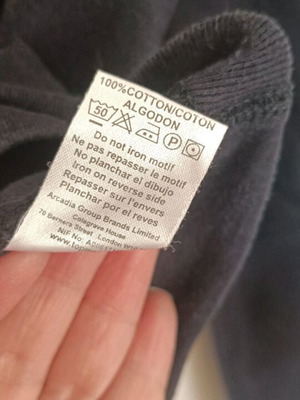 100%COTTON/COTON
ALGODON
50 P
Do not iron motif
Ne pas repasser le motif
No planchar el dibujo
Iron on reverse side
Repasser sur l'envers
Planchar por el reves
Arcadia Group Brands Limited
Colegrave House
70 Berners Street London
NIF No: